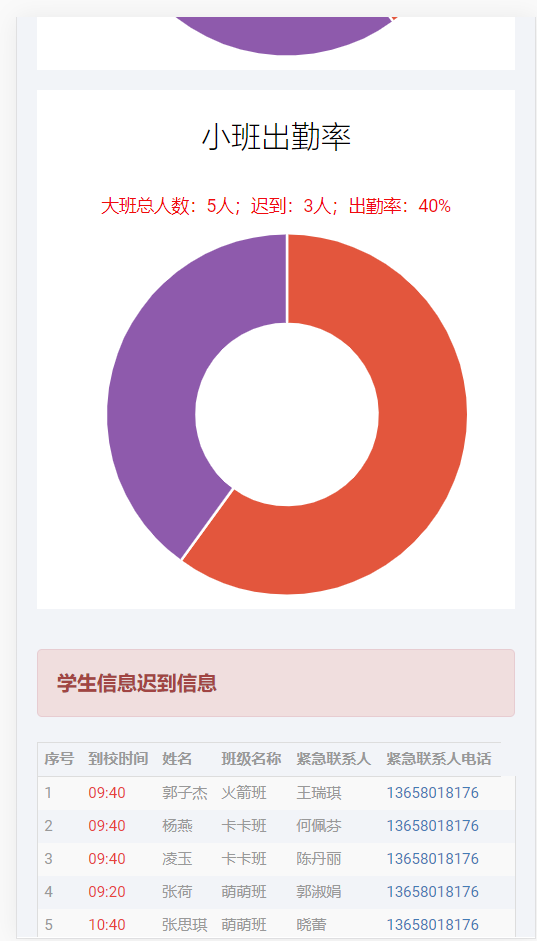 小班出勤率
大班总人数：5人；迟到：3人；出勤率：40%
学生信息迟到信息
序号 到校时间 姓名 班级名称 紧急联系人 紧急联系人电话
1 09:40 郭子杰 火箭班 王瑞琪 13658018176
2 09:40 杨燕 卡卡班 何佩芬 13658018176
3 09:40 凌玉 卡卡班 陈丹丽 13658018176
4 09:20 张荷 萌萌班 郭淑娟 13658018176
5 10:40 张思琪 萌萌班 晓蕾 13658018176